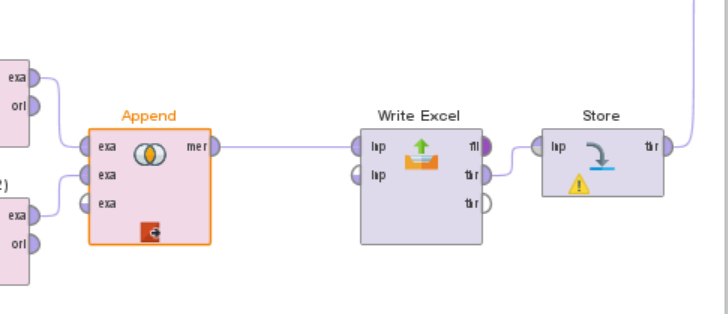 exa
ori
2)
exa
ori
Append
exa mer
exa
exa
Write Excel
inp fil
inp thr
thr
Store
inp thr